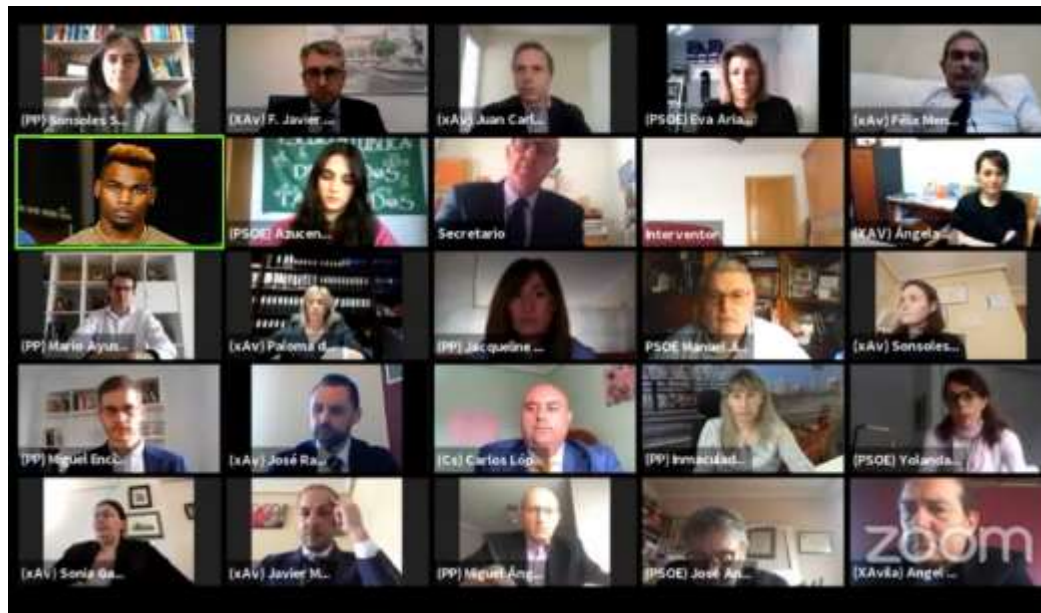 (PP) Sonsoles S...
(XAv) F. Javier ...
(xAv) Juan Carl...
(PSOE) Eva Aria...
(xAv) Félix Men...
(PSOE) Azucen...
Secretario
Interventor
(XAV) Ángela...
(PP) Mario Ayus...
(xAv) Paloma d...
(PP) Jacqueline ...
PSOE Manuel J...
(xAv) Sonsoles...
(PP) Miguel Enci...
(xAv) José Ra...
(Cs) Carlos Lóp...
(PP) Inmaculad...
(PSOE) Yolanda...
(xAv) Sonia Ga...
(xAv) Javier M...
(PP) Miguel Áng...
(PSOE) José An...
(XAvila) Angel ...
zoom